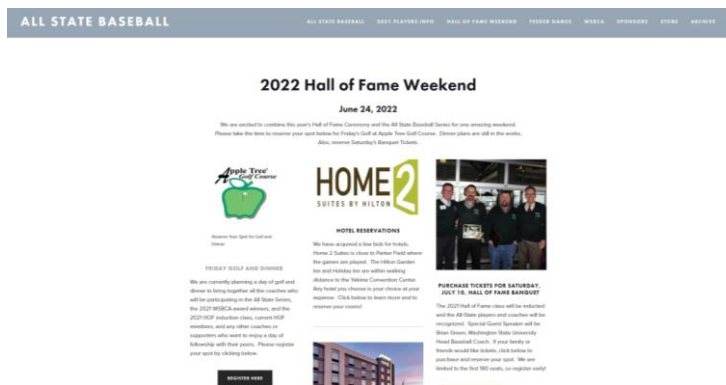 ALL STATE BASEBALL
ALL STATE BASEBALL 2021 PLAYERS INFO HALL OF FAME WEEKEND FEEDER GAMES WSBCA SPONSORS STORE ARCHIVE
2022 Hall of Fame Weekend
June 24, 2022
We are excited to combine this year's Hall of Fame Ceremony and the All State Baseball Series for one amazing weekend.
Please take the time to reserve your spot below for Friday's Golf at Apple Tree Golf Course. Dinner plans are still in the works.
Also, reserve Saturday's Banquet Tickets.
Apple Tree
Golf Course
Reserve Your Spot for Golf and
Dinner
FRIDAY GOLF AND DINNER
We are currently planning a day of golf and
dinner to bring together all the coaches who
will be participating in the All State Series,
the 2021 WSBCA award winners, and the
2021 HOF induction class, current HOF
members, and any other coaches or
supporters who want to enjoy a day of
fellowship with their peers. Please register
your spot by clicking below.
REGISTER HERE
HOME 2
SUITES BY HILTON
HOTEL RESERVATIONS
We have acquired a few bids for hotels.
Home 2 Suites is close to Parker Field where
the games are played. The Hilton Garden
Inn and Holiday Inn are within walking
distance to the Yakima Convention Center.
Any hotel you choose is your choice at your
expense. Click below to learn more and to
reserve your rooms!
PURCHASE TICKETS FOR SATURDAY,
JULY 10, HALL OF FAME BANQUET
The 2021 Hall of Fame class will be inducted
and the All-State players and coaches will be
recognized. Special Guest Speaker will be
Brian Green, Washington State University
Head Baseball Coach. If your family or
friends would like tickets, click below to
purchase and reserve your spot. We are
limited to the first 180 seats, so register early!